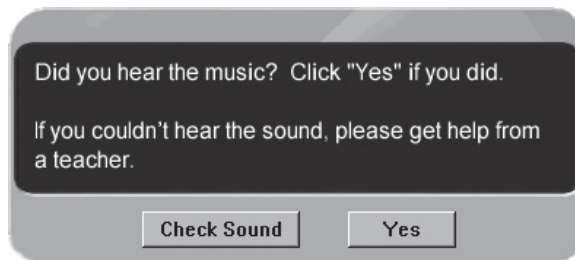 Did you hear the music?  Click "Yes" if you did.
If you couldn't hear the sound, please get help from
a teacher.
Check Sound
Yes